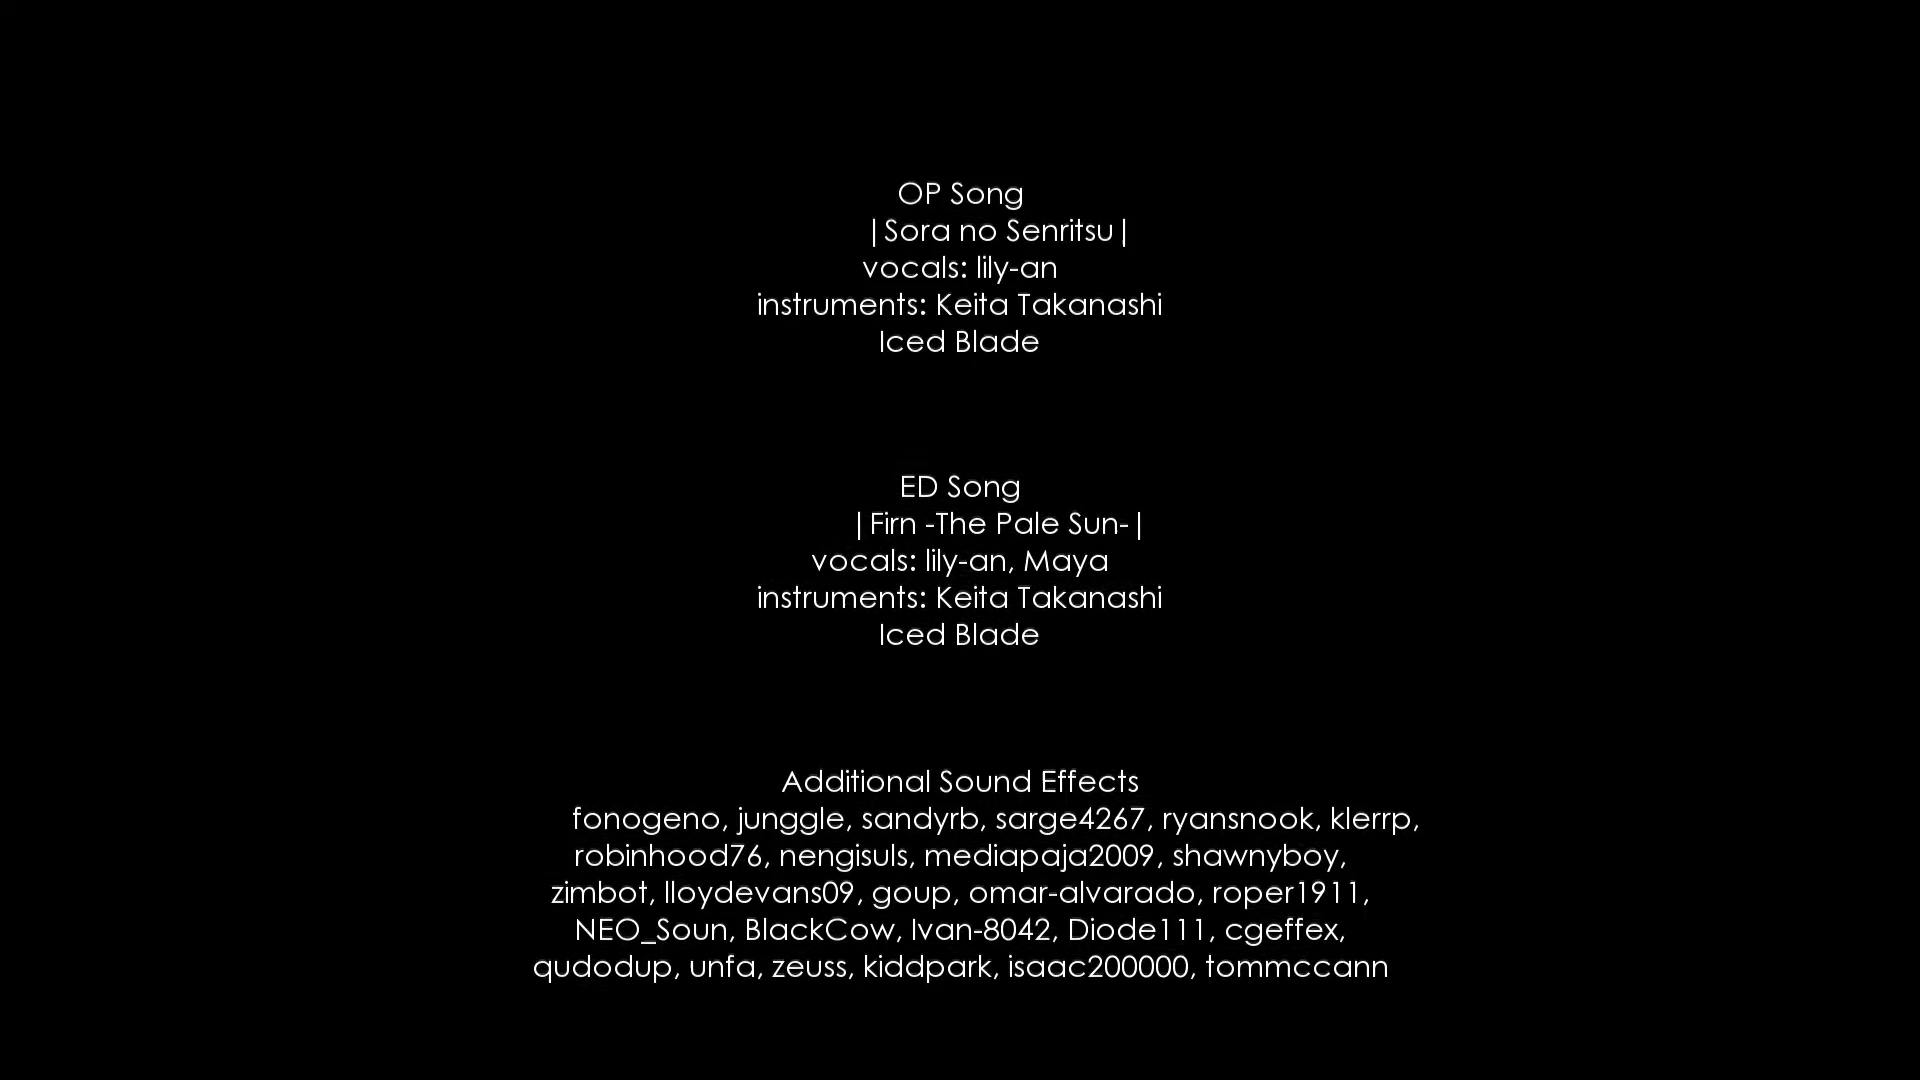 OP Song
|Sora no Senritsu|
vocals: lily-an
instruments: Keita Takanashi
Iced Blade
ED Song
|Firn -The Pale Sun-|
vocals: lily-an, Maya
instruments: Keita Takanashi
Iced Blade
Additional Sound Effects
fonogeno, junggle, sandyrb, sarge4267, ryansnook, klerrp,
robinhood76, nengisuls, mediapaja2009, shawnyboy,
zimbot, lloydevans09, goup, omar-alvarado, roper1911,
NEO_Soun, BlackCow, Ivan-8042, Diode111, cgeffex,
qudodup, unfa, zeuss, kiddpark, isaac200000, tommccann